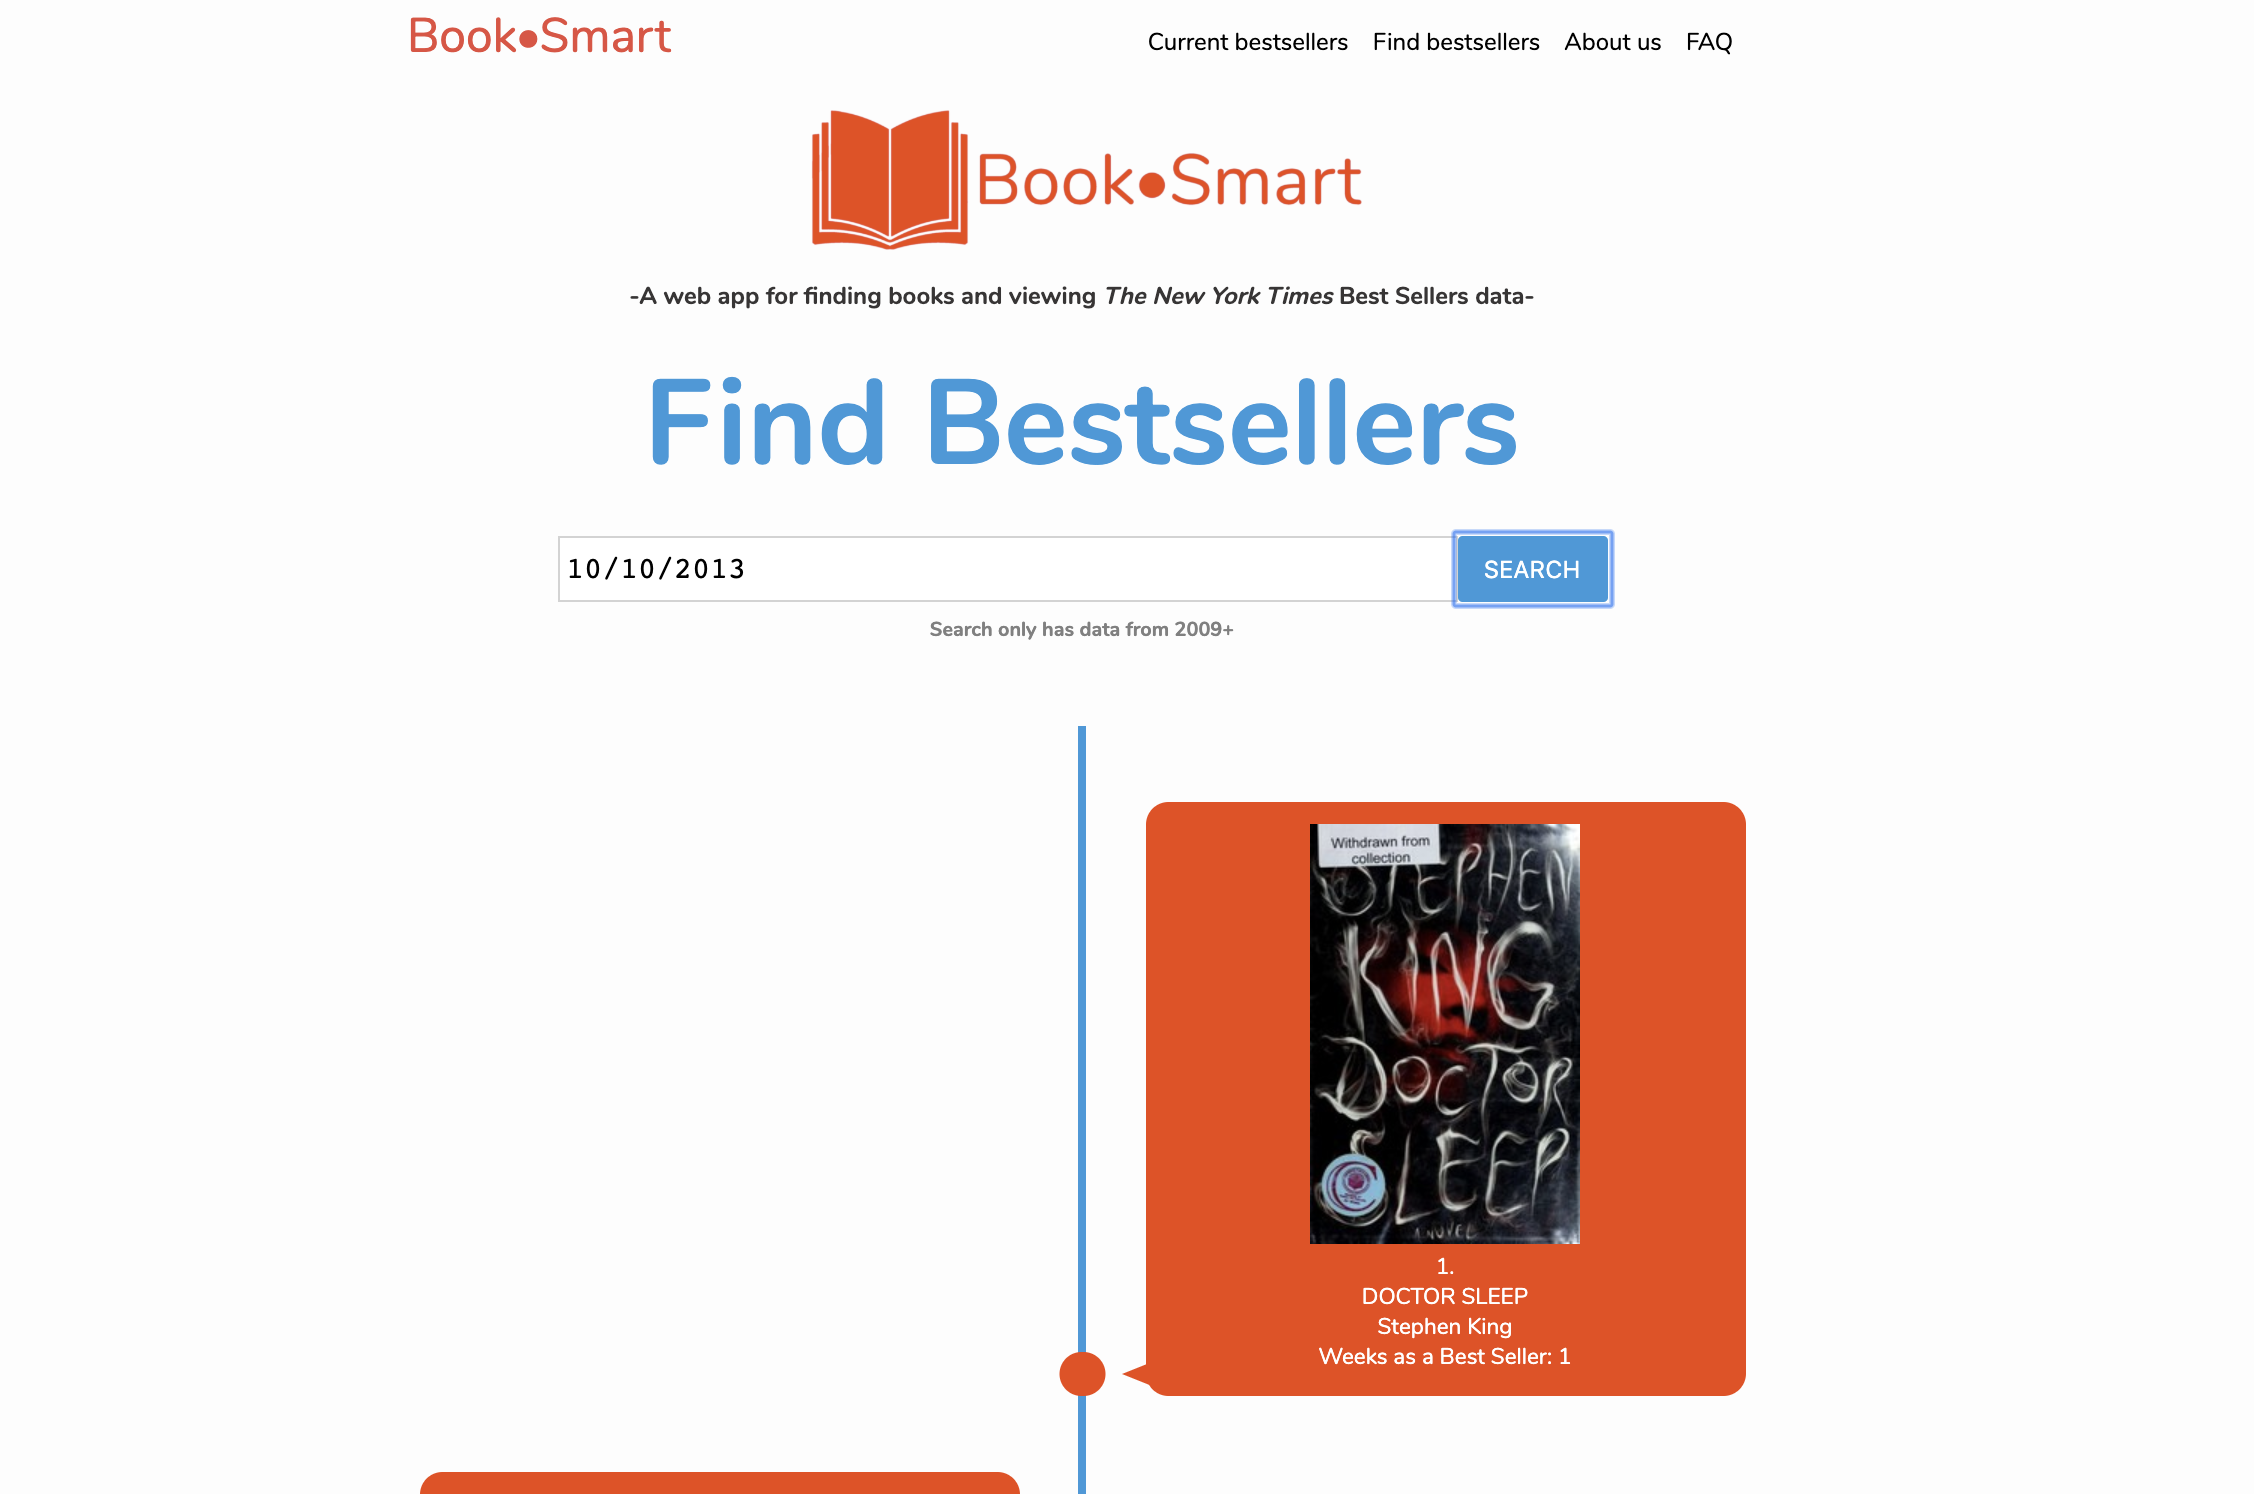 Book•Smart
Current bestsellers Find bestsellers About us FAQ
Book•Smart
-A web app for finding books and viewing The New York Times Best Sellers data-
Find Bestsellers
10/10/2013
SEARCH
Search only has data from 2009+
Withdrawn from
collection
STEPHEN
KING
DOCTOR
SLEEP
A NOVEL
1.
DOCTOR SLEEP
Stephen King
Weeks as a Best Seller: 1